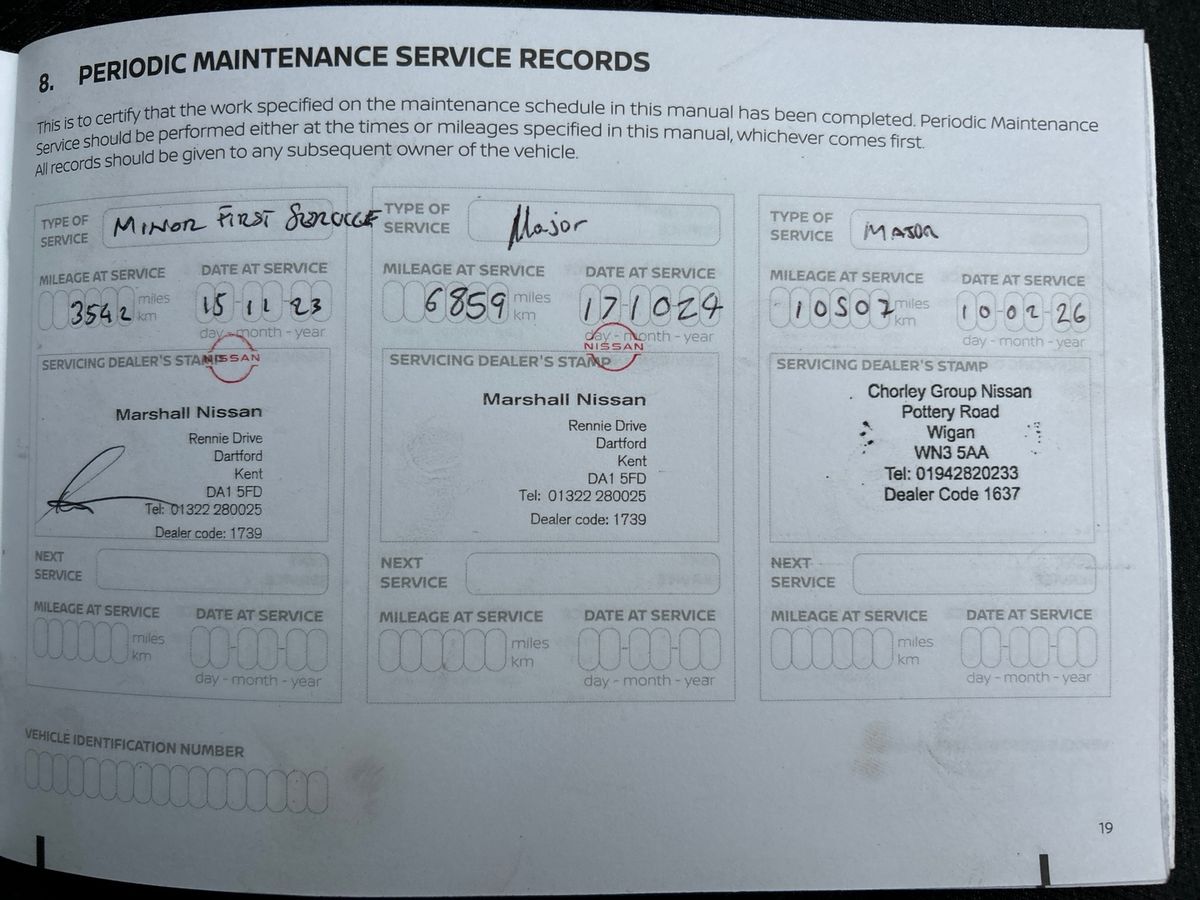 8. PERIODIC MAINTENANCE SERVICE RECORDS
This is to certify that the work specified on the maintenance schedule in this manual has been completed. Periodic Maintenance
Service should be performed either at the times or mileages specified in this manual, whichever comes first.
All records should be given to any subsequent owner of the vehicle.
TYPE OF
SERVICE
MINOR FIRST SERVICE
MILEAGE AT SERVICE
DATE AT SERVICE
3542
miles
km
15-11-23
day - month - year
SERVICING DEALER'S STAMP
NISSAN
Marshall Nissan
Rennie Drive
Dartford
Kent
DA1 5FD
Tel: 01322 280025
Dealer code: 1739
NEXT
SERVICE
MILEAGE AT SERVICE
DATE AT SERVICE
miles
km
day - month - year
TYPE OF
SERVICE
Major
MILEAGE AT SERVICE
DATE AT SERVICE
6859
miles
km
17-10 24
day - month - year
NISSAN
SERVICING DEALER'S STAMP
Marshall Nissan
Rennie Drive
Dartford
Kent
DA1 5FD
Tel: 01322 280025
Dealer code: 1739
NEXT
SERVICE
MILEAGE AT SERVICE
DATE AT SERVICE
miles
km
day - month - year
TYPE OF
SERVICE
MAJOR
MILEAGE AT SERVICE
DATE AT SERVICE
10507
miles
km
10-02-26
day - month - year
SERVICING DEALER'S STAMP
Chorley Group Nissan
Pottery Road
Wigan
WN3 5AA
Tel: 01942820233
Dealer Code 1637
NEXT
SERVICE
MILEAGE AT SERVICE
DATE AT SERVICE
miles
km
day - month - year
VEHICLE IDENTIFICATION NUMBER
19